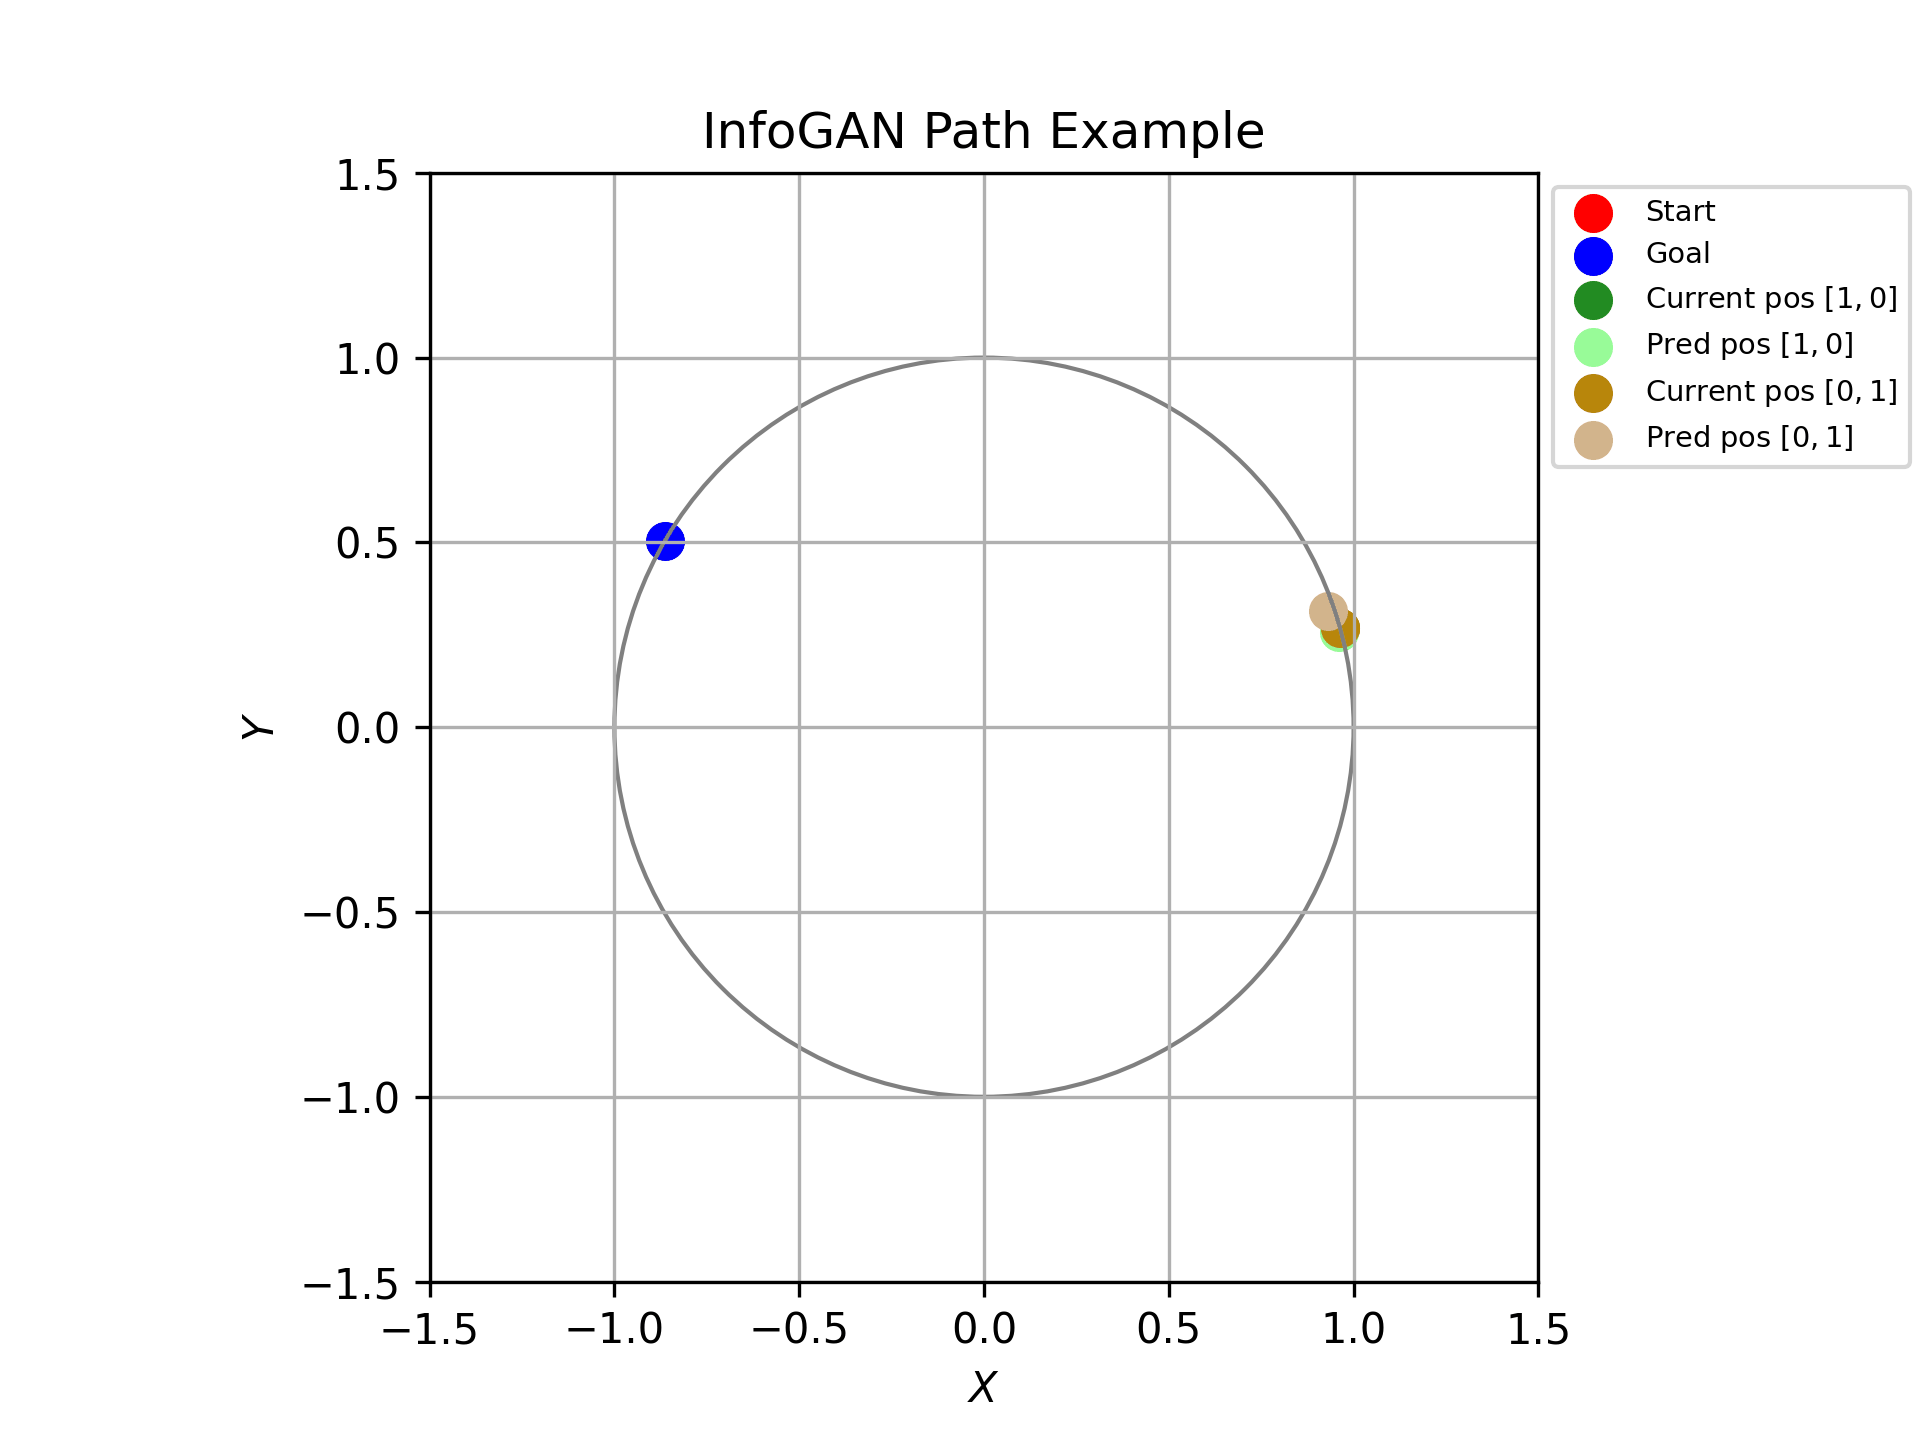 InfoGAN Path Example
1.5
1.0
0.5
0.0
−0.5
−1.0
−1.5
Y
−1.5 −1.0 −0.5 0.0 0.5 1.0 1.5
X
Start
Goal
Current pos [1, 0]
Pred pos [1, 0]
Current pos [0, 1]
Pred pos [0, 1]